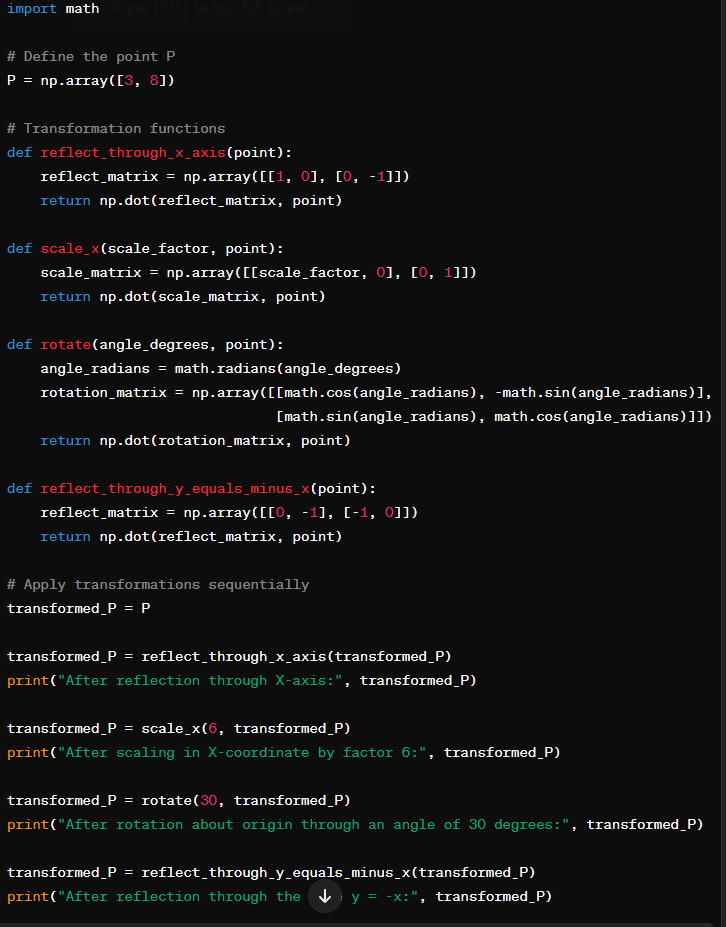 import math
# Define the point P
P = np.array([3, 8])
# Transformation functions
def reflect_through_x_axis(point):
    reflect_matrix = np.array([[1, 0], [0, -1]])
    return np.dot(reflect_matrix, point)
def scale_x(scale_factor, point):
    scale_matrix = np.array([[scale_factor, 0], [0, 1]])
    return np.dot(scale_matrix, point)
def rotate(angle_degrees, point):
    angle_radians = math.radians(angle_degrees)
    rotation_matrix = np.array([[math.cos(angle_radians), -math.sin(angle_radians)],
                                [math.sin(angle_radians), math.cos(angle_radians)]])
    return np.dot(rotation_matrix, point)
def reflect_through_y_equals_minus_x(point):
    reflect_matrix = np.array([[0, -1], [-1, 0]])
    return np.dot(reflect_matrix, point)
# Apply transformations sequentially
transformed_P = P
transformed_P = reflect_through_x_axis(transformed_P)
print("After reflection through X-axis:", transformed_P)
transformed_P = scale_x(6, transformed_P)
print("After scaling in X-coordinate by factor 6:", transformed_P)
transformed_P = rotate(30, transformed_P)
print("After rotation about origin through an angle of 30 degrees:", transformed_P)
transformed_P = reflect_through_y_equals_minus_x(transformed_P)
print("After reflection through the y = -x:", transformed_P)